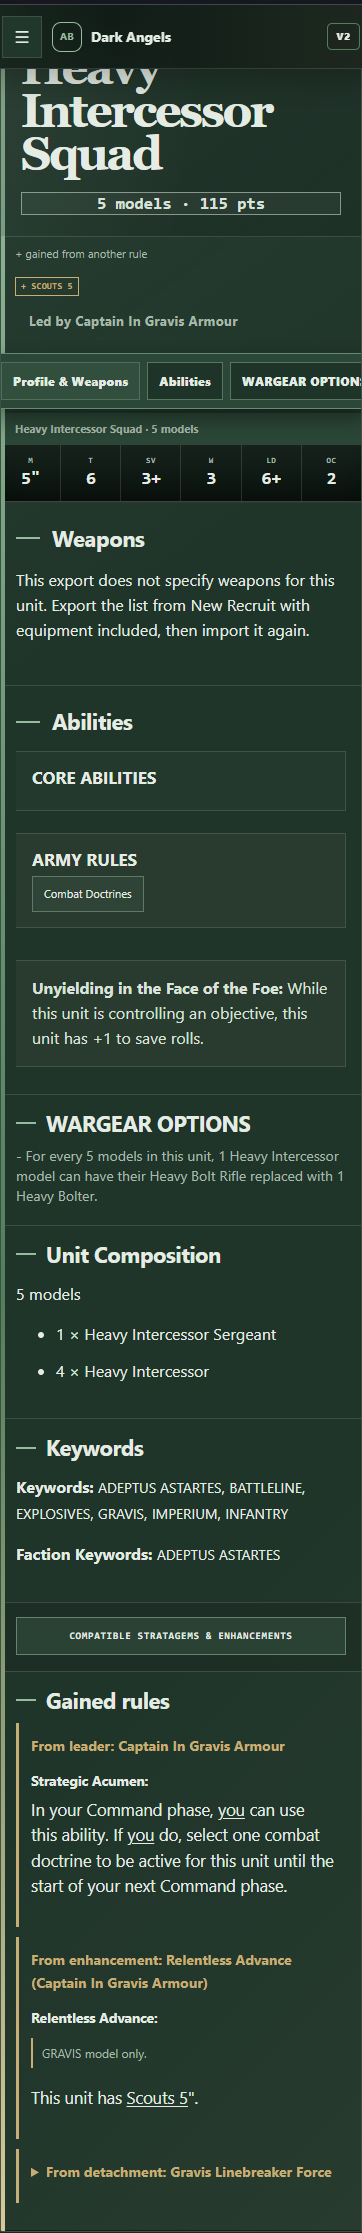 ☰ AB Dark Angels V2
Heavy
Intercessor
Squad
5 models · 115 pts
+ gained from another rule
+ SCOUTS 5
Led by Captain In Gravis Armour
Profile & Weapons Abilities WARGEAR OPTION
Heavy Intercessor Squad · 5 models
M T SV W LD OC
5" 6 3+ 3 6+ 2
Weapons
This export does not specify weapons for this
unit. Export the list from New Recruit with
equipment included, then import it again.
Abilities
CORE ABILITIES
ARMY RULES
Combat Doctrines
Unyielding in the Face of the Foe: While
this unit is controlling an objective, this
unit has +1 to save rolls.
WARGEAR OPTIONS
- For every 5 models in this unit, 1 Heavy Intercessor
model can have their Heavy Bolt Rifle replaced with 1
Heavy Bolter.
Unit Composition
5 models
• 1 × Heavy Intercessor Sergeant
• 4 × Heavy Intercessor
Keywords
Keywords: ADEPTUS ASTARTES, BATTLELINE,
EXPLOSIVES, GRAVIS, IMPERIUM, INFANTRY
Faction Keywords: ADEPTUS ASTARTES
COMPATIBLE STRATAGEMS & ENHANCEMENTS
Gained rules
From leader: Captain In Gravis Armour
Strategic Acumen:
In your Command phase, you can use
this ability. If you do, select one combat
doctrine to be active for this unit until the
start of your next Command phase.
From enhancement: Relentless Advance
(Captain In Gravis Armour)
Relentless Advance:
GRAVIS model only.
This unit has Scouts 5".
▶ From detachment: Gravis Linebreaker Force